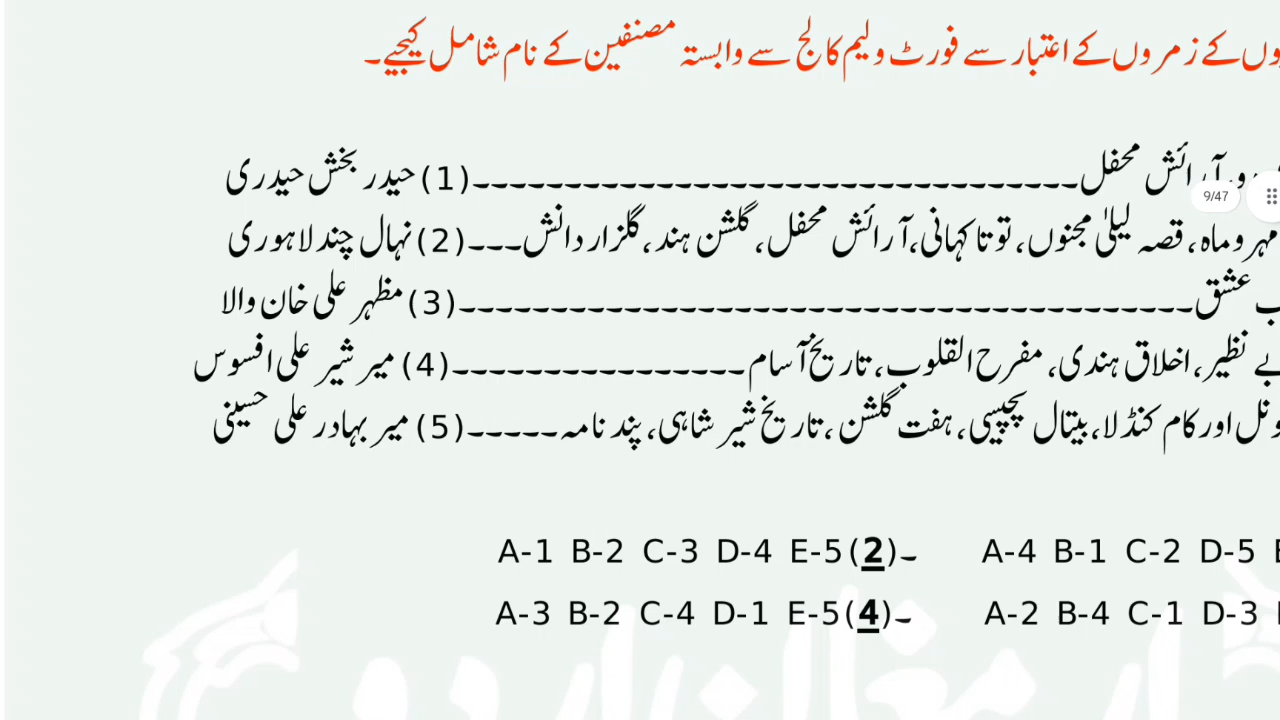 کے زمروں کے اعتبار سے فورٹ ولیم کالج سے وابستہ مصنفین کے نام شامل کیجیے۔
آرائش محفل۔۔۔۔۔۔۔۔۔۔۔۔۔۔۔۔۔۔۔۔۔۔۔۔۔۔۔۔۔۔۔۔(1) حیدر بخش حیدری
9/47
مہر و ماہ، قصہ لیلیٰ مجنوں، توتا کہانی، آرائش محفل، گلشن ہند، گلزار دانش۔۔۔(2) نہال چند لاہوری
عشق۔۔۔۔۔۔۔۔۔۔۔۔۔۔۔۔۔۔۔۔۔۔۔۔۔۔۔۔۔۔۔۔۔۔۔۔۔۔۔(3) مظہر علی خان والا
بے نظیر، اخلاق ہندی، مفرح القلوب، تاریخ آسام۔۔۔۔۔۔۔۔۔۔۔۔۔۔۔۔(4) میر شیر علی افسوس
اور کام کنڈلا، بیتال پچیسی، ہفت گلشن، تاریخ شیر شاہی، پند نامہ۔۔۔۔۔(5) میر بہادر علی حسینی
A-4 B-1 C-2 D-5 ۔(2) A-1 B-2 C-3 D-4 E-5
A-2 B-4 C-1 D-3 ۔(4) A-3 B-2 C-4 D-1 E-5
ارمغان اردو